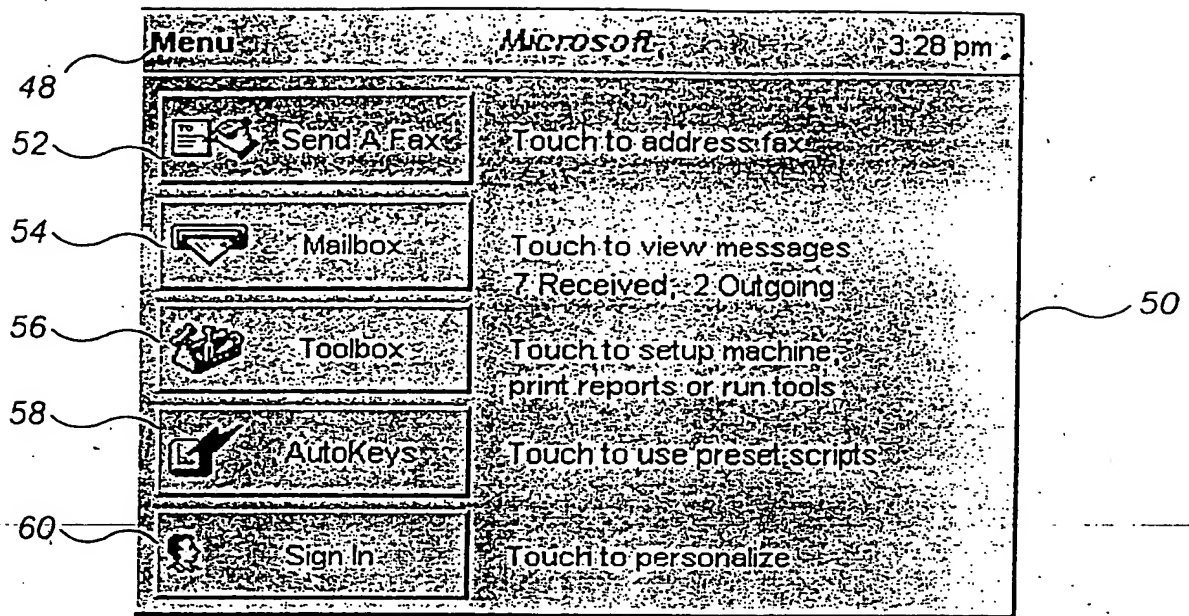 Menu Microsoft 3:28 pm
48
52 Send A Fax Touch to address fax
54 Mailbox Touch to view messages
7 Received, 2 Outgoing
50
56 Toolbox Touch to setup machine,
print reports or run tools
58 AutoKeys Touch to use preset scripts
60 Sign In Touch to personalize